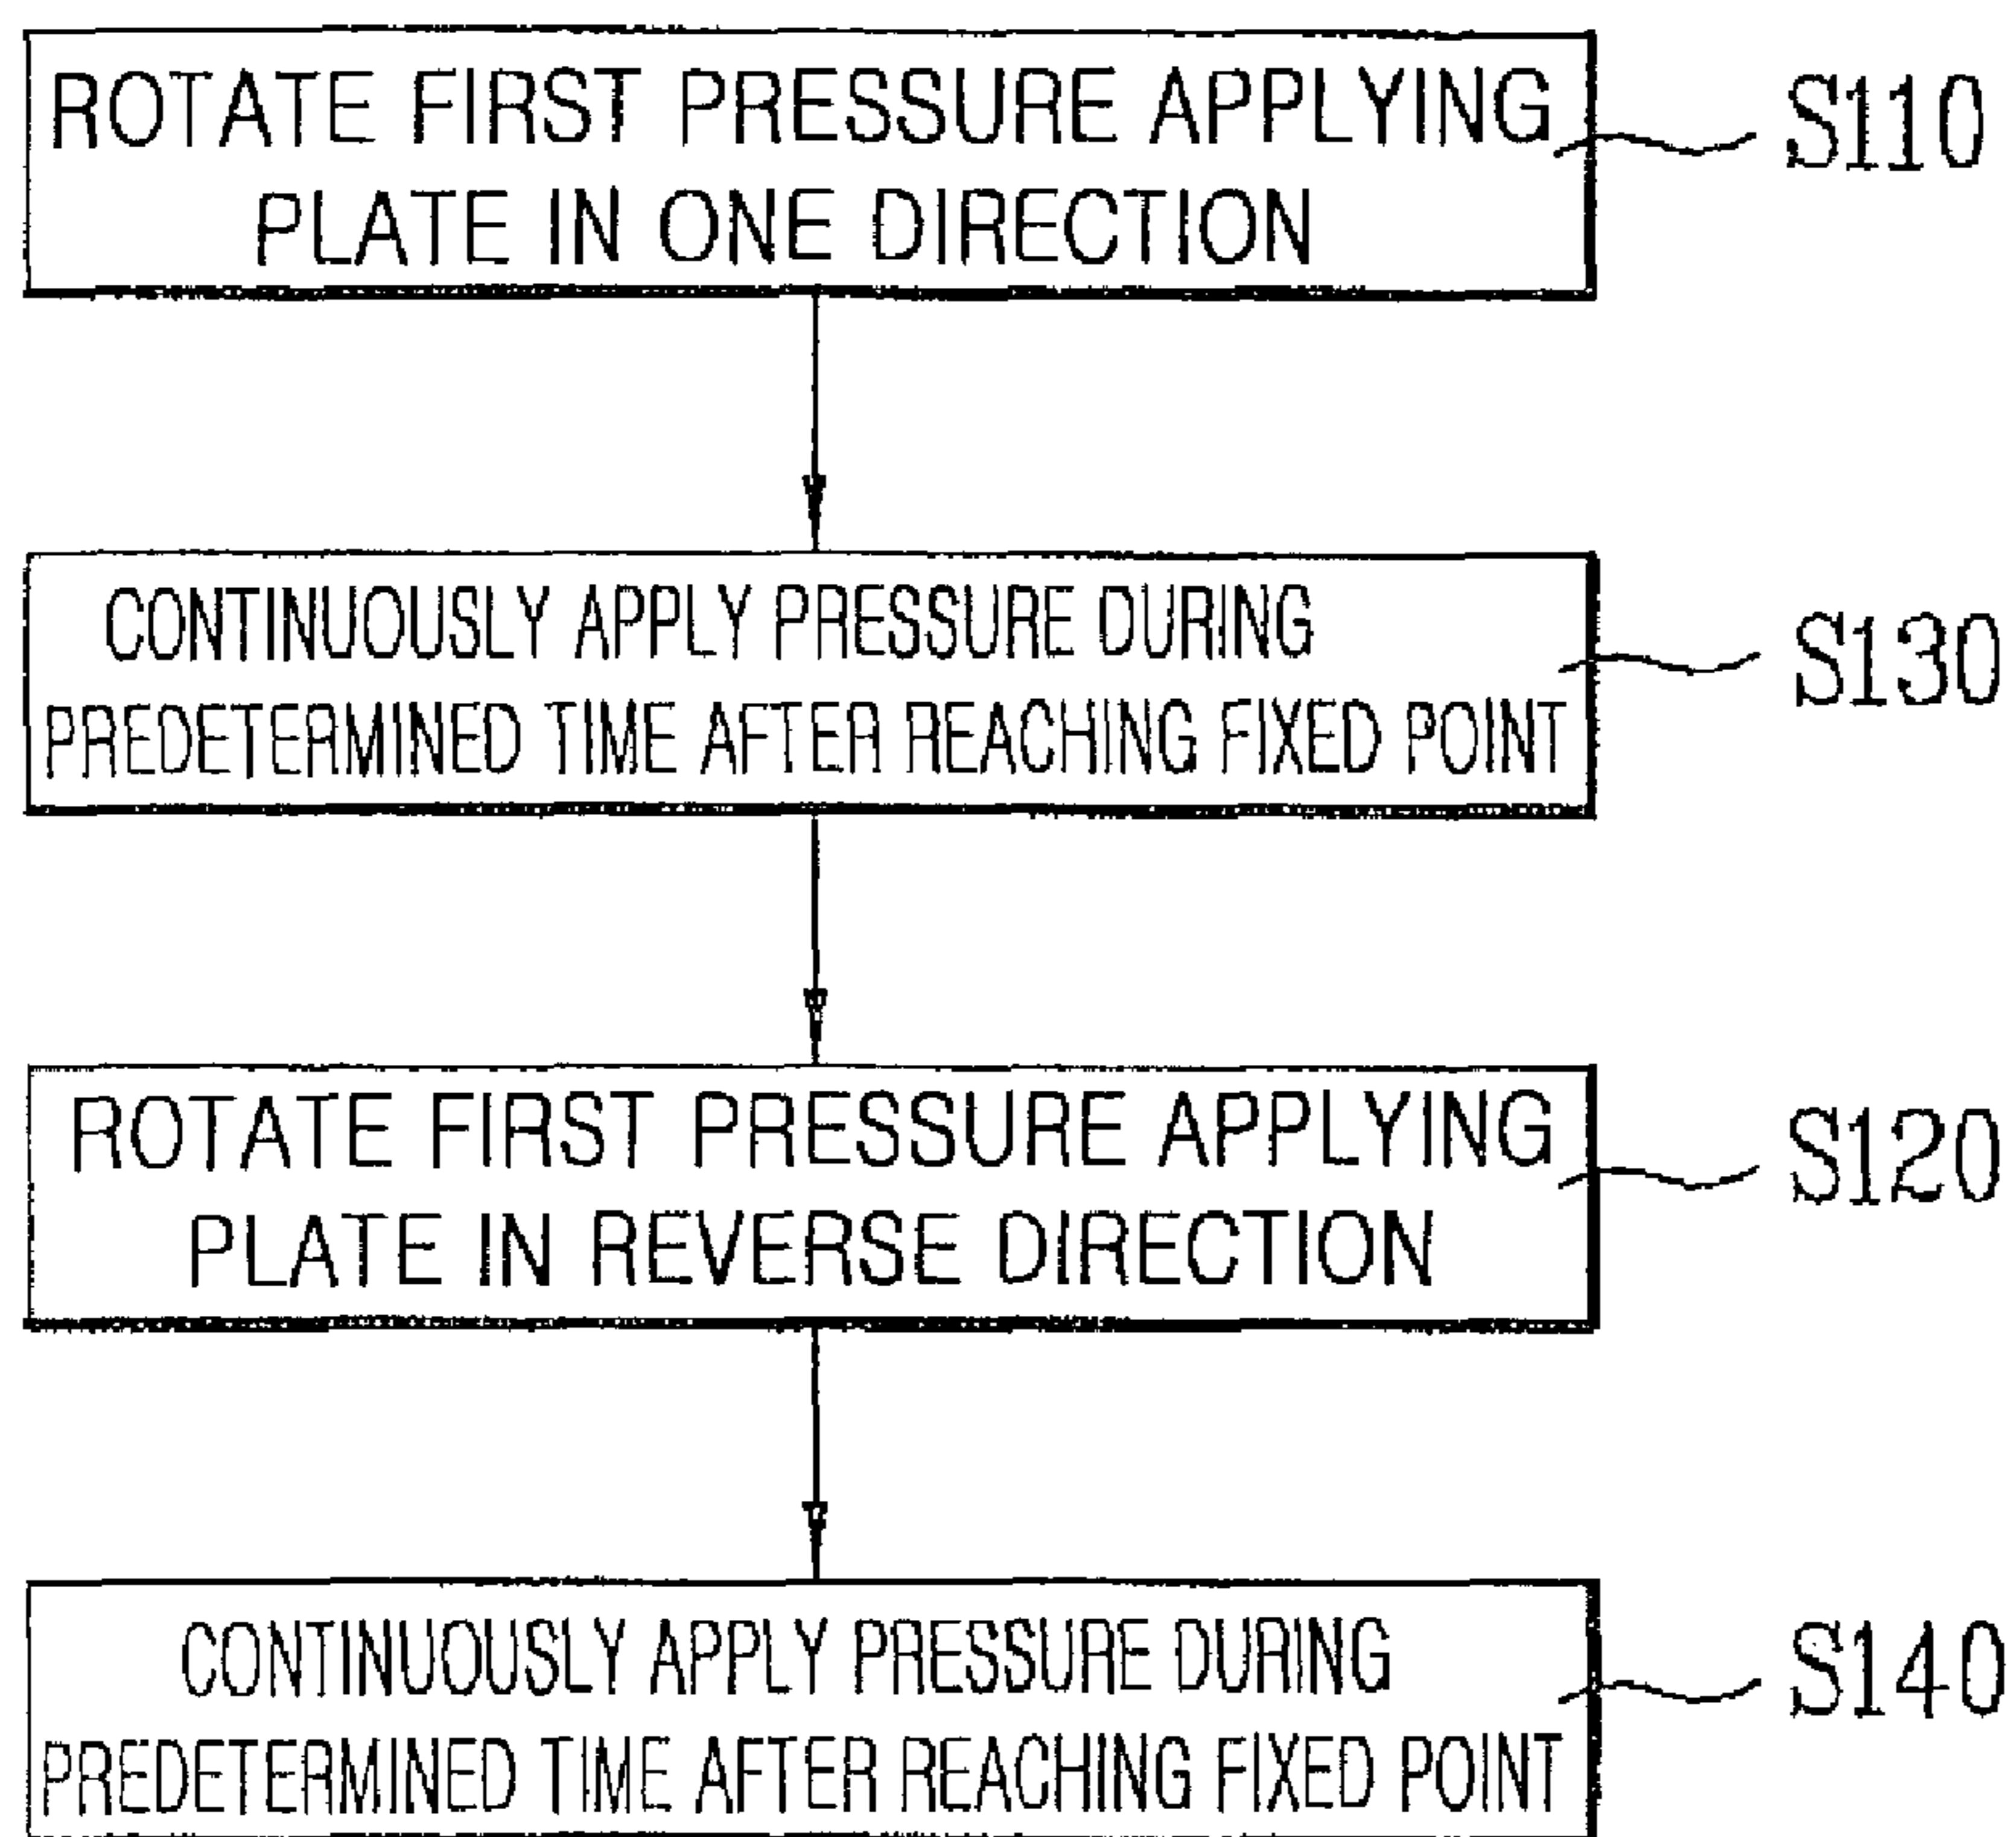 ROTATE FIRST PRESSURE APPLYING
PLATE IN ONE DIRECTION
S110
CONTINUOUSLY APPLY PRESSURE DURING
PREDETERMINED TIME AFTER REACHING FIXED POINT
S130
ROTATE FIRST PRESSURE APPLYING
PLATE IN REVERSE DIRECTION
S120
CONTINUOUSLY APPLY PRESSURE DURING
PREDETERMINED TIME AFTER REACHING FIXED POINT
S140